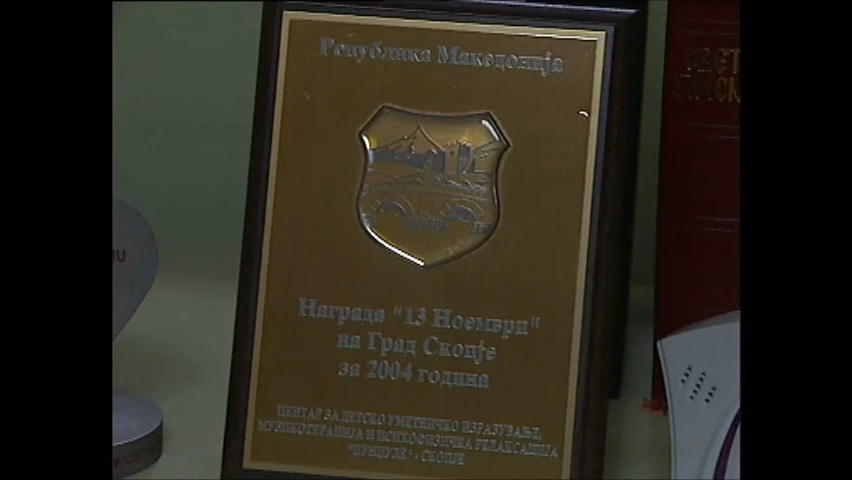 Република Македонија
Награда "13 Ноември"
на Град Скопје
за 2004 година
ЦЕНТАР ЗА ДЕТСКО УМЕТНИЧКО ИЗРАЗУВАЊЕ,
МУЗИКОТЕРАПИЈА И ПСИХОФИЗИЧКА РЕЛАКСАЦИЈА
"ЏУНЏУЛЕ" - СКОПЈЕ